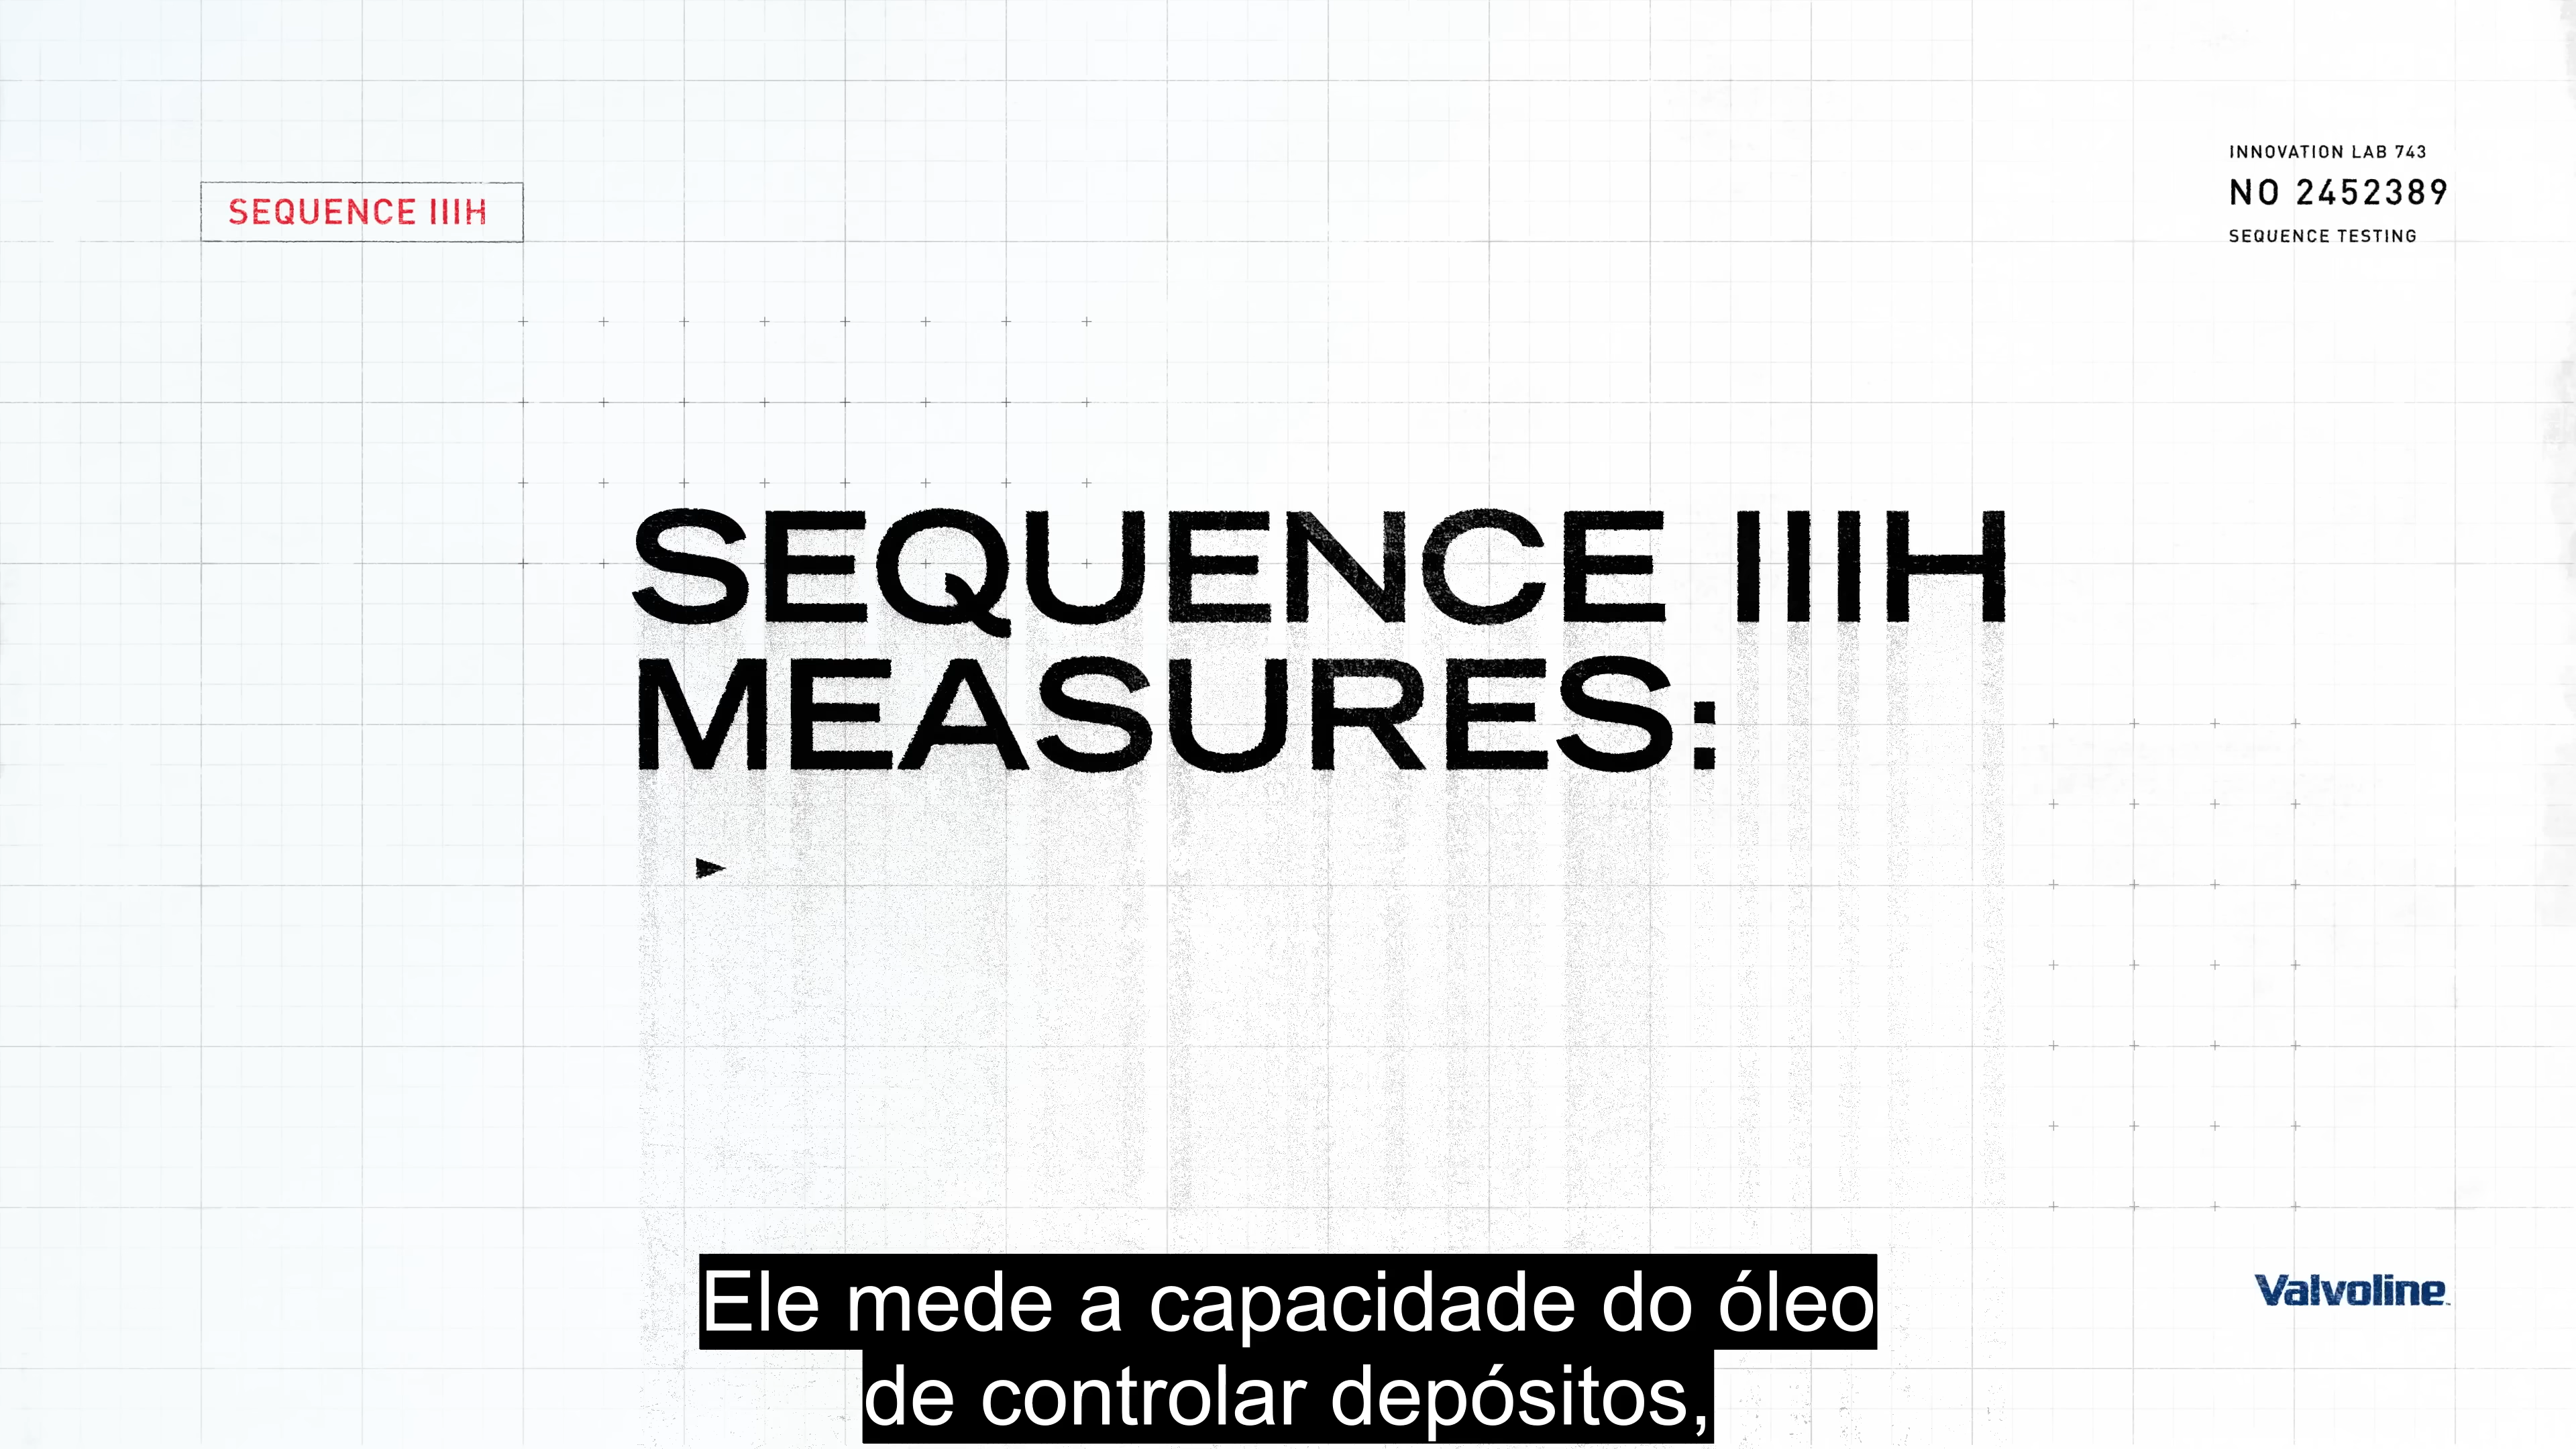 SEQUENCE IIIH
INNOVATION LAB 743
NO 2452389
SEQUENCE TESTING
SEQUENCE IIIH
MEASURES:
Ele mede a capacidade do óleo
de controlar depósitos,
Valvoline